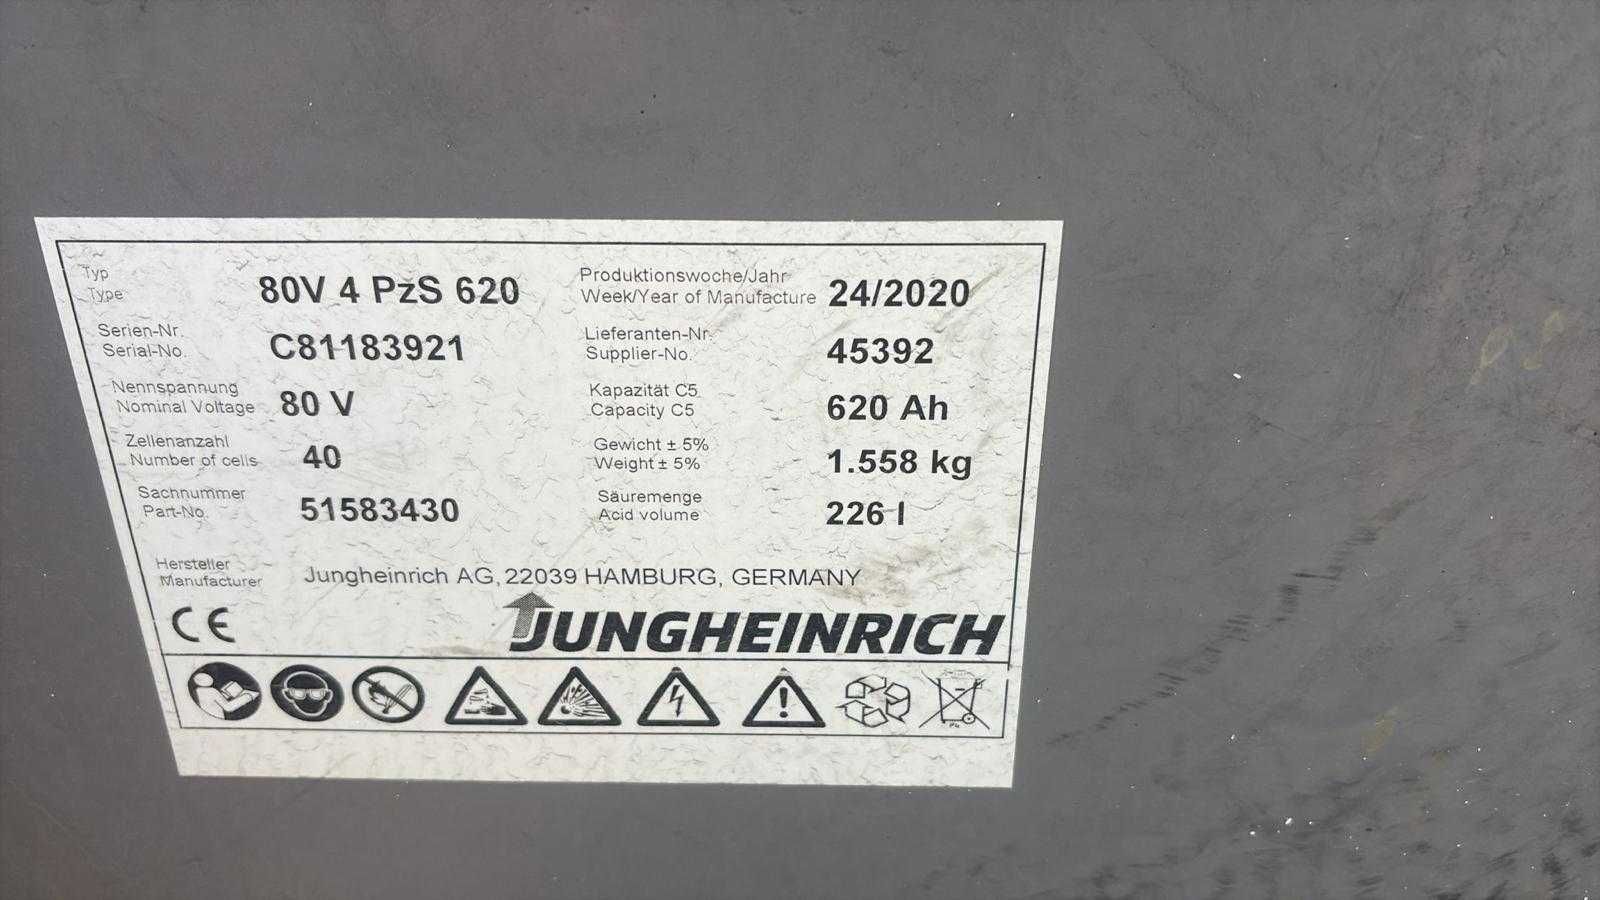 Typ
Type
80V 4 PzS 620
Produktionswoche/Jahr
Week/Year of Manufacture
24/2020
Serien-Nr.
Serial-No.
C81183921
Lieferanten-Nr.
Supplier-No.
45392
Nennspannung
Nominal Voltage
80 V
Kapazität C5
Capacity C5
620 Ah
Zellenanzahl
Number of cells
40
Gewicht ± 5%
Weight ± 5%
1.558 kg
Sachnummer
Part-No.
51583430
Säuremenge
Acid volume
226 l
Hersteller
Manufacturer
Jungheinrich AG, 22039 HAMBURG, GERMANY
CE
JUNGHEINRICH
Pb